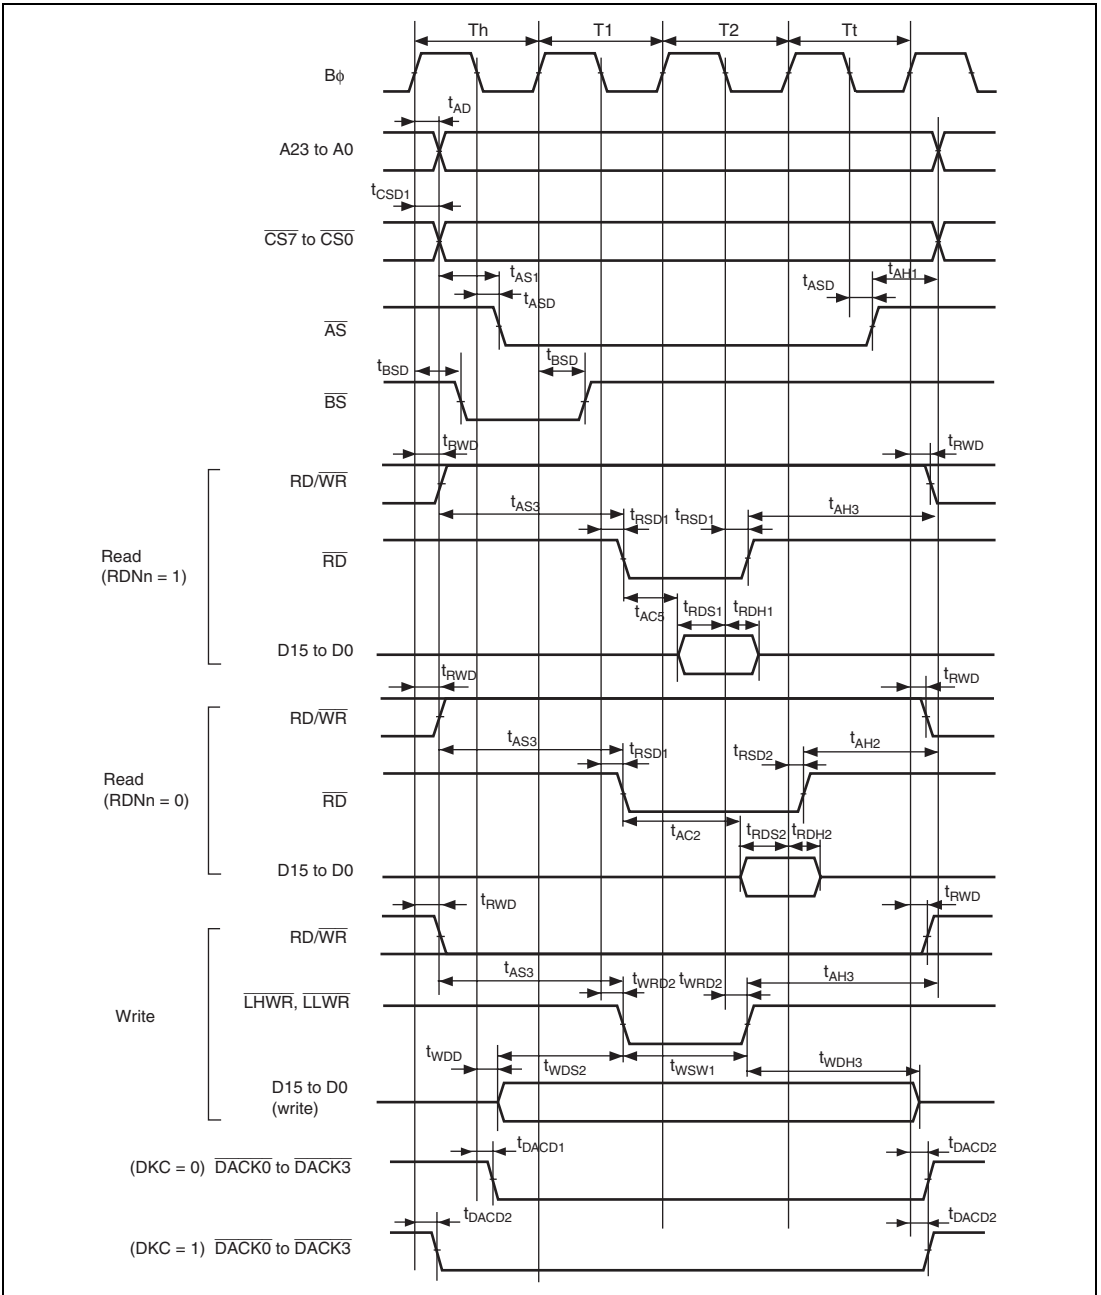 Th T1 T2 Tt
Bϕ
tAD
A23 to A0
tCSD1
CS7 to CS0
tAS1 tAH1
tASD tASD
AS
tBSD tBSD
BS
tRWD tRWD
RD/WR
tAS3 tRSD1 tRSD1 tAH3
Read
(RDNn = 1)
RD
tAC5 tRDS1 tRDH1
D15 to D0
tRWD tRWD
RD/WR
tAS3 tRSD1 tRSD2 tAH2
Read
(RDNn = 0)
RD
tAC2 tRDS2 tRDH2
D15 to D0
tRWD tRWD
RD/WR
tAS3 tWRD2 tWRD2 tAH3
Write
LHWR, LLWR
tWDD tWDS2 tWSW1 tWDH3
D15 to D0
(write)
tDACD1 tDACD2
(DKC = 0) DACK0 to DACK3
tDACD2 tDACD2
(DKC = 1) DACK0 to DACK3